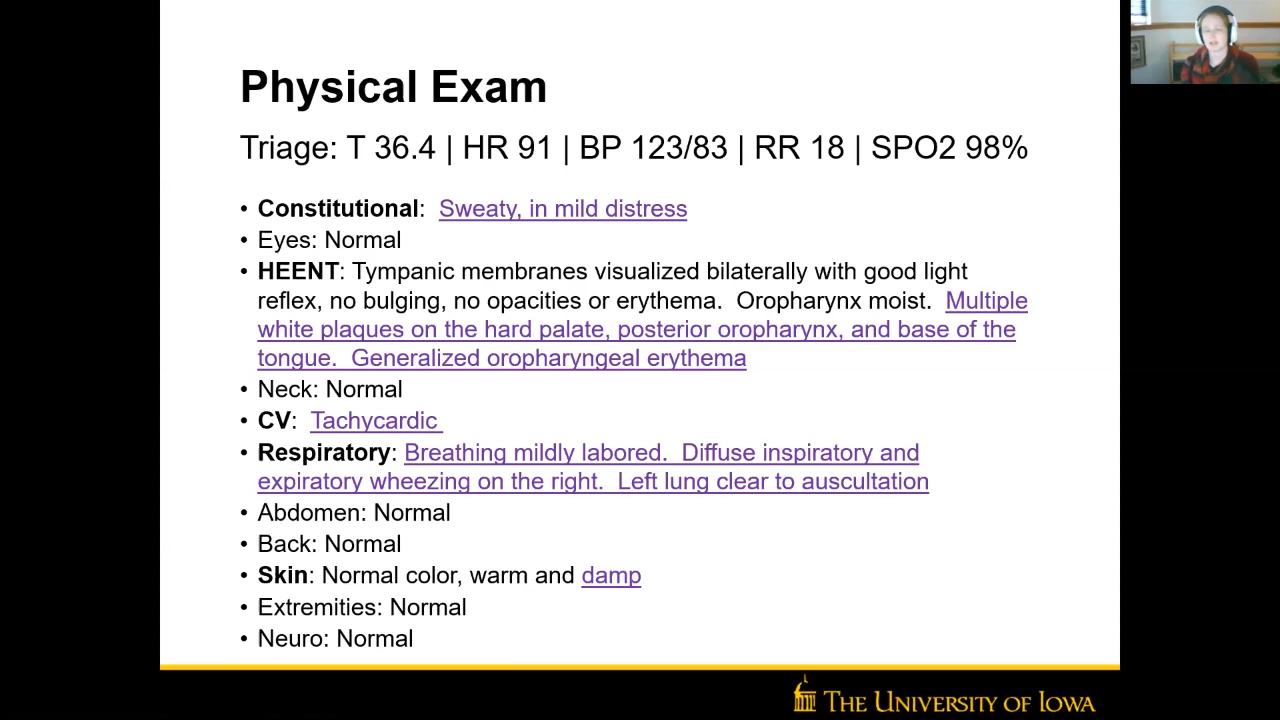 Physical Exam
Triage: T 36.4 | HR 91 | BP 123/83 | RR 18 | SPO2 98%
• Constitutional: Sweaty, in mild distress
• Eyes: Normal
• HEENT: Tympanic membranes visualized bilaterally with good light
reflex, no bulging, no opacities or erythema. Oropharynx moist. Multiple
white plaques on the hard palate, posterior oropharynx, and base of the
tongue. Generalized oropharyngeal erythema
• Neck: Normal
• CV: Tachycardic
• Respiratory: Breathing mildly labored. Diffuse inspiratory and
expiratory wheezing on the right. Left lung clear to auscultation
• Abdomen: Normal
• Back: Normal
• Skin: Normal color, warm and damp
• Extremities: Normal
• Neuro: Normal
THE UNIVERSITY OF IOWA